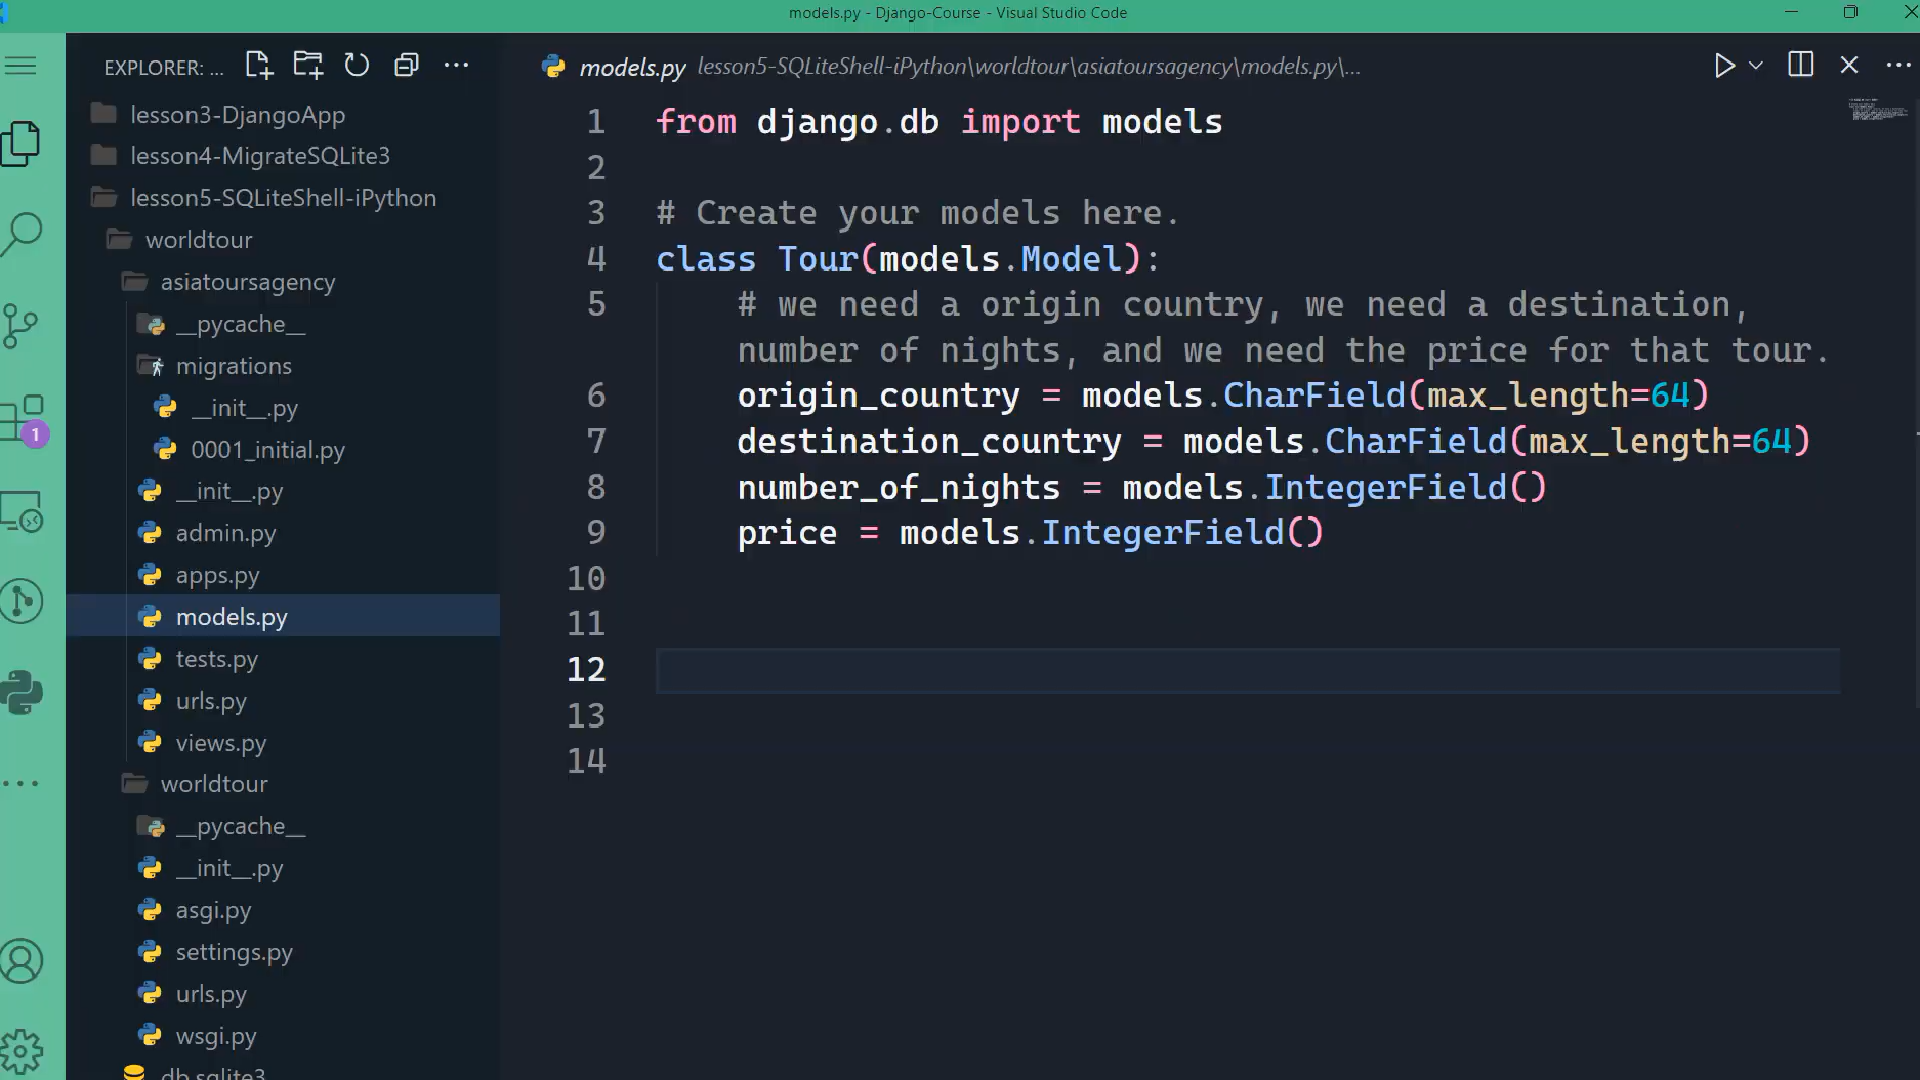 models.py - Django-Course - Visual Studio Code
EXPLORER: ...
lesson3-DjangoApp
lesson4-MigrateSQLite3
lesson5-SQLiteShell-iPython
worldtour
asiatoursagency
__pycache__
migrations
__init__.py
0001_initial.py
__init__.py
admin.py
apps.py
models.py
tests.py
urls.py
views.py
worldtour
__pycache__
__init__.py
asgi.py
settings.py
urls.py
wsgi.py
db.sqlite3
1
models.py lesson5-SQLiteShell-iPython\worldtour\asiatoursagency\models.py\...
1 from django.db import models
2
3 # Create your models here.
4 class Tour(models.Model):
5 # we need a origin country, we need a destination,
number of nights, and we need the price for that tour.
6 origin_country = models.CharField(max_length=64)
7 destination_country = models.CharField(max_length=64)
8 number_of_nights = models.IntegerField()
9 price = models.IntegerField()
10
11
12
13
14